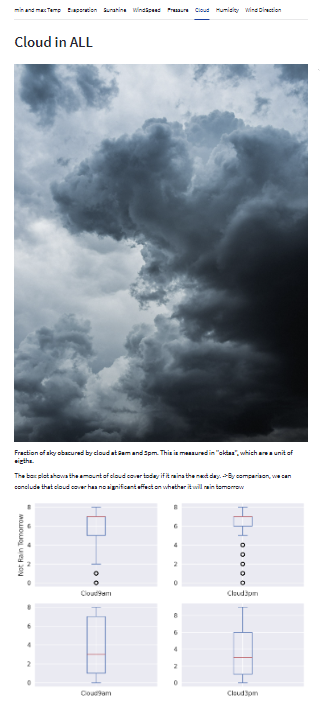 min and max Temp Evaporation Sunshine WindSpeed Pressure Cloud Humidity Wind Direction
Cloud in ALL
Fraction of sky obscured by cloud at 9am and 3pm. This is measured in "oktas", which are a unit of
eigths.
The box plot shows the amount of cloud cover today if it rains the next day. ->By comparison, we can
conclude that cloud cover has no significant effect on whether it will rain tomorrow
8
6
4
2
0
Not Rain Tomorrow
Cloud9am
8
6
4
2
0
Cloud3pm
8
6
4
2
0
Cloud9am
8
6
4
2
0
Cloud3pm